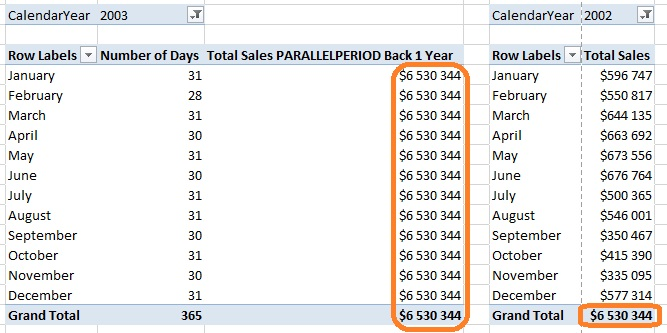 CalendarYear 2003 CalendarYear 2002
Row Labels Number of Days Total Sales PARALLELPERIOD Back 1 Year Row Labels Total Sales
January 31 $6 530 344 January $596 747
February 28 $6 530 344 February $550 817
March 31 $6 530 344 March $644 135
April 30 $6 530 344 April $663 692
May 31 $6 530 344 May $673 556
June 30 $6 530 344 June $676 764
July 31 $6 530 344 July $500 365
August 31 $6 530 344 August $546 001
September 30 $6 530 344 September $350 467
October 31 $6 530 344 October $415 390
November 30 $6 530 344 November $335 095
December 31 $6 530 344 December $577 314
Grand Total 365 $6 530 344 Grand Total $6 530 344